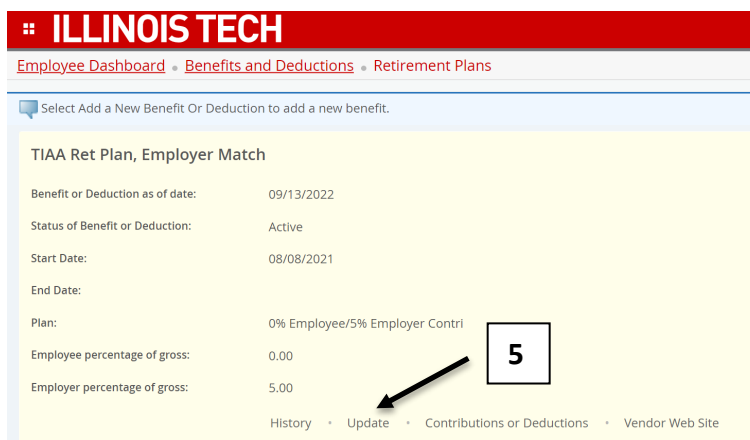 ILLINOIS TECH
Employee Dashboard • Benefits and Deductions • Retirement Plans
Select Add a New Benefit Or Deduction to add a new benefit.
TIAA Ret Plan, Employer Match
Benefit or Deduction as of date: 09/13/2022
Status of Benefit or Deduction: Active
Start Date: 08/08/2021
End Date:
Plan: 0% Employee/5% Employer Contri
Employee percentage of gross: 0.00
5
Employer percentage of gross: 5.00
History • Update • Contributions or Deductions • Vendor Web Site